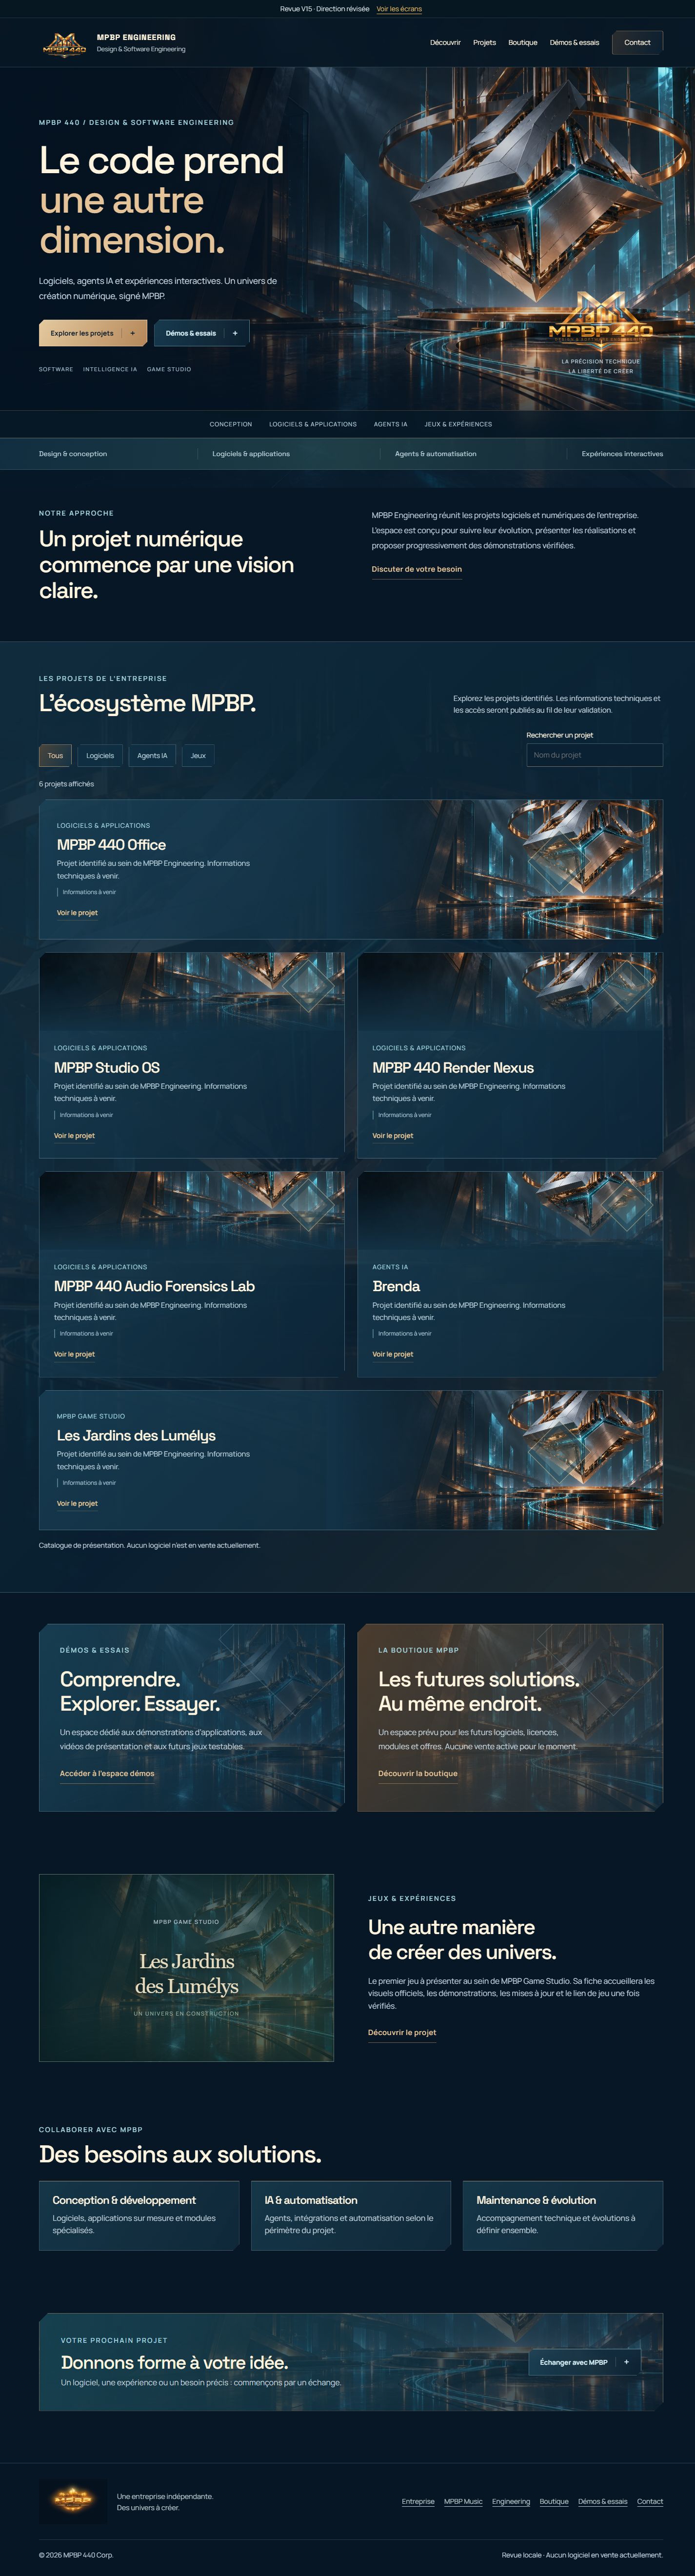 Revue V15 · Direction révisée Voir les écrans
MPBP 440
MPBP ENGINEERING
Design & Software Engineering
Découvrir Projets Boutique Démos & essais Contact
MPBP 440 / DESIGN & SOFTWARE ENGINEERING
Le code prend
une autre
dimension.
Logiciels, agents IA et expériences interactives. Un univers de
création numérique, signé MPBP.
Explorer les projets +
Démos & essais +
SOFTWARE INTELLIGENCE IA GAME STUDIO
MPBP 440
LA PRÉCISION TECHNIQUE
LA LIBERTÉ DE CRÉER
CONCEPTION LOGICIELS & APPLICATIONS AGENTS IA JEUX & EXPÉRIENCES
Design & conception Logiciels & applications Agents & automatisation Expériences interactives
NOTRE APPROCHE
Un projet numérique
commence par une vision
claire.
MPBP Engineering réunit les projets logiciels et numériques de l'entreprise.
L'espace est conçu pour suivre leur évolution, présenter les réalisations et
proposer progressivement des démonstrations vérifiées.
Discuter de votre besoin
LES PROJETS DE L'ENTREPRISE
L'écosystème MPBP.
Explorez les projets identifiés. Les informations techniques et
les accès seront publiés au fil de leur validation.
Tous Logiciels Agents IA Jeux
Rechercher un projet
Nom du projet
6 projets affichés
LOGICIELS & APPLICATIONS
MPBP 440 Office
Projet identifié au sein de MPBP Engineering. Informations
techniques à venir.
Informations à venir
Voir le projet
LOGICIELS & APPLICATIONS
MPBP Studio OS
Projet identifié au sein de MPBP Engineering. Informations
techniques à venir.
Informations à venir
Voir le projet
LOGICIELS & APPLICATIONS
MPBP 440 Render Nexus
Projet identifié au sein de MPBP Engineering. Informations
techniques à venir.
Informations à venir
Voir le projet
LOGICIELS & APPLICATIONS
MPBP 440 Audio Forensics Lab
Projet identifié au sein de MPBP Engineering. Informations
techniques à venir.
Informations à venir
Voir le projet
AGENTS IA
Brenda
Projet identifié au sein de MPBP Engineering. Informations
techniques à venir.
Informations à venir
Voir le projet
MPBP GAME STUDIO
Les Jardins des Lumélys
Projet identifié au sein de MPBP Engineering. Informations
techniques à venir.
Informations à venir
Voir le projet
Catalogue de présentation. Aucun logiciel n'est en vente actuellement.
DÉMOS & ESSAIS
Comprendre.
Explorer. Essayer.
Un espace dédié aux démonstrations d'applications, aux
vidéos de présentation et aux futurs jeux testables.
Accéder à l'espace démos
LA BOUTIQUE MPBP
Les futures solutions.
Au même endroit.
Un espace prévu pour les futurs logiciels, licences,
modules et offres. Aucune vente active pour le moment.
Découvrir la boutique
MPBP GAME STUDIO
Les Jardins
des Lumélys
UN UNIVERS EN CONSTRUCTION
JEUX & EXPÉRIENCES
Une autre manière
de créer des univers.
Le premier jeu à présenter au sein de MPBP Game Studio. Sa fiche accueillera les
visuels officiels, les démonstrations, les mises à jour et le lien de jeu une fois
vérifiés.
Découvrir le projet
COLLABORER AVEC MPBP
Des besoins aux solutions.
Conception & développement
Logiciels, applications sur mesure et modules
spécialisés.
IA & automatisation
Agents, intégrations et automatisation selon le
périmètre du projet.
Maintenance & évolution
Accompagnement technique et évolutions à
définir ensemble.
VOTRE PROCHAIN PROJET
Donnons forme à votre idée.
Un logiciel, une expérience ou un besoin précis : commençons par un échange.
Échanger avec MPBP +
Une entreprise indépendante.
Des univers à créer.
Entreprise MPBP Music Engineering Boutique Démos & essais Contact
© 2026 MPBP 440 Corp.
Revue locale · Aucun logiciel en vente actuellement.